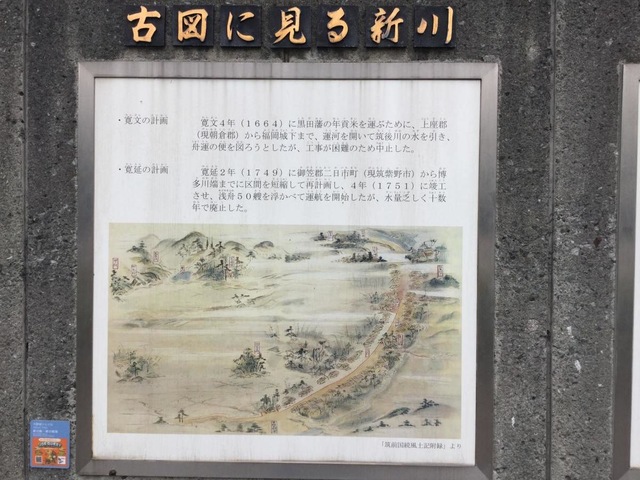 古図に見る新川
・寛文の計画　寛文4年(1664)に黒田藩の年貢米を運ぶために、上座郡
(現朝倉郡)から福岡城下まで、運河を開いて筑後川の水を引き、
舟運の便を図ろうとしたが、工事が困難のため中止した。
・寛延の計画　寛延2年(1749)に御笠郡二日市町(現筑紫野市)から博
多川端までに区間を短縮して再計画し、4年(1751)に竣工
させ、浅舟50艘を浮かべて運航を開始したが、水量乏しく十数
年で廃止した。
「筑前国続風土記附録」より